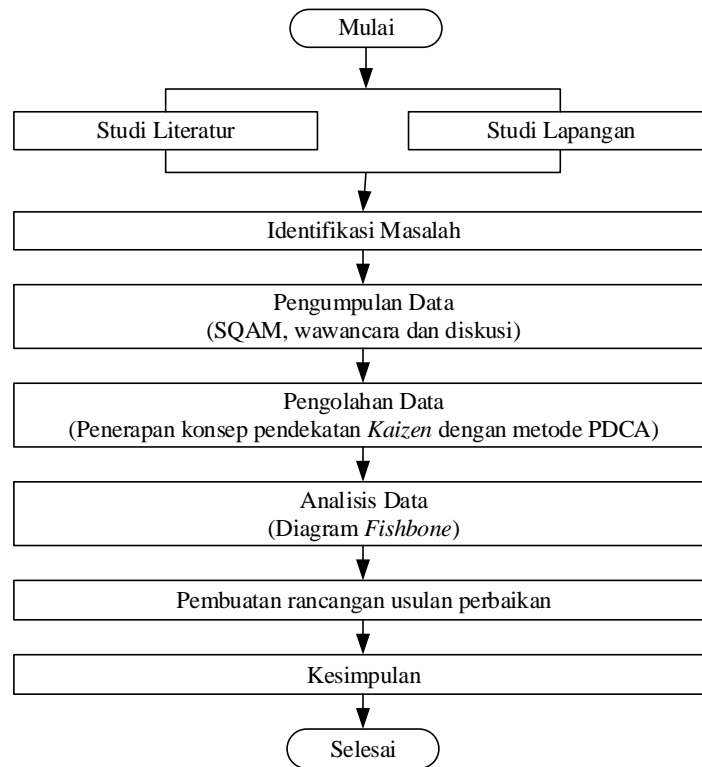 Mulai
Studi Literatur
Studi Lapangan
Identifikasi Masalah
Pengumpulan Data
(SQAM, wawancara dan diskusi)
Pengolahan Data
(Penerapan konsep pendekatan Kaizen dengan metode PDCA)
Analisis Data
(Diagram Fishbone)
Pembuatan rancangan usulan perbaikan
Kesimpulan
Selesai